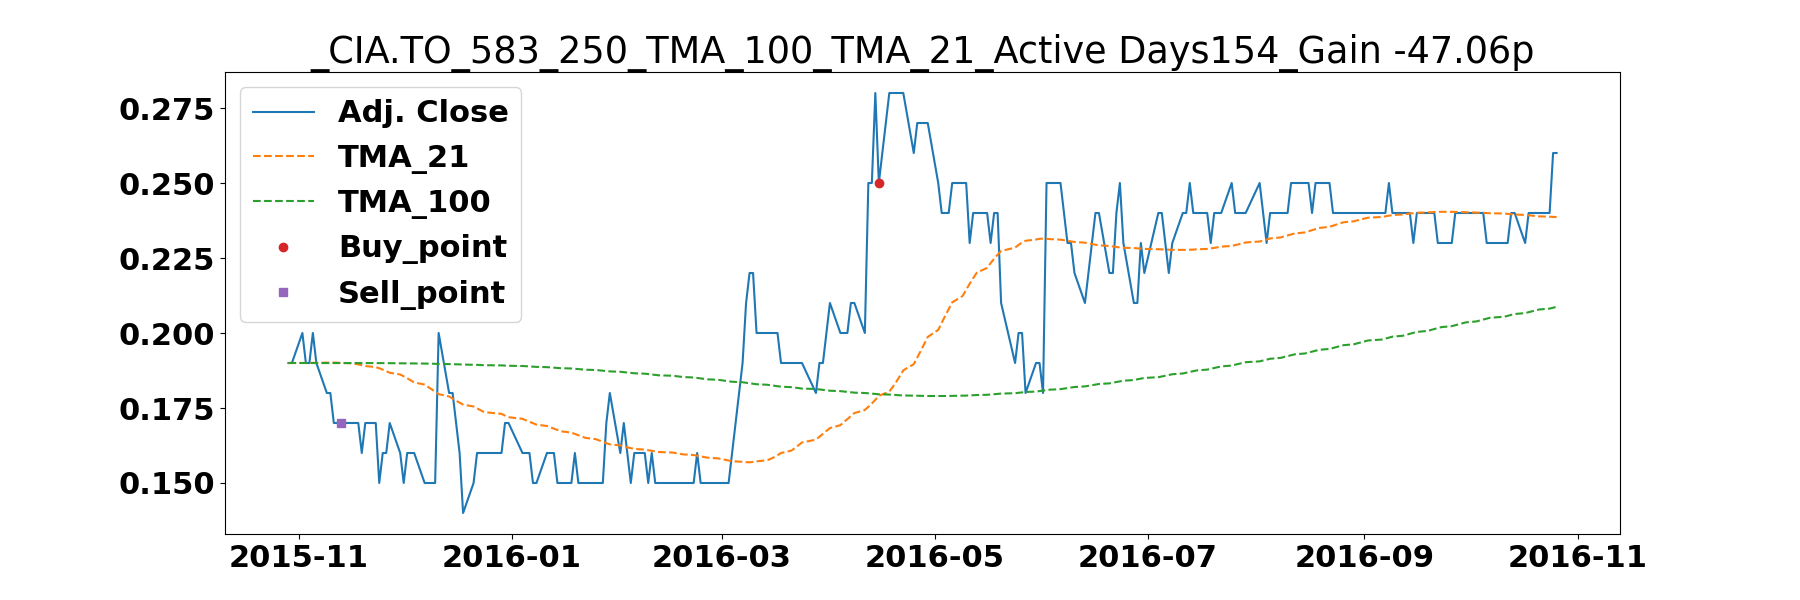 _CIA.TO_583_250_TMA_100_TMA_21_Active Days154_Gain -47.06p
Adj. Close
TMA_21
TMA_100
Buy_point
Sell_point
0.275
0.250
0.225
0.200
0.175
0.150
2015-11 2016-01 2016-03 2016-05 2016-07 2016-09 2016-11